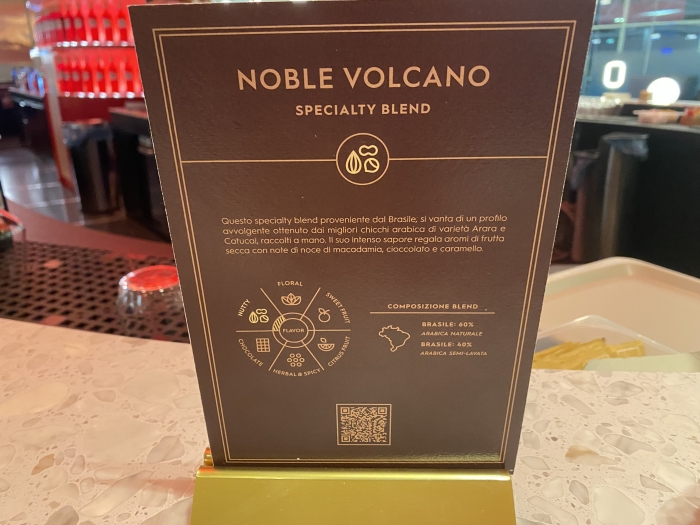 NOBLE VOLCANO
SPECIALTY BLEND
Questo specialty blend proveniente dal Brasile, si vanta di un profilo
avvolgente ottenuto dai migliori chicchi arabica di varietà Arara e
Catucai, raccolti a mano. Il suo intenso sapore regala aromi di frutta
secca con note di noce di macadamia, cioccolato e caramello.
FLORAL
NUTTY
SWEET FRUIT
FLAVOR
CHOCOLATE
CITRUS FRUIT
HERBAL & SPICY
COMPOSIZIONE BLEND
BRASILE: 60%
ARABICA NATURALE
BRASILE: 40%
ARABICA SEMI-LAVATA